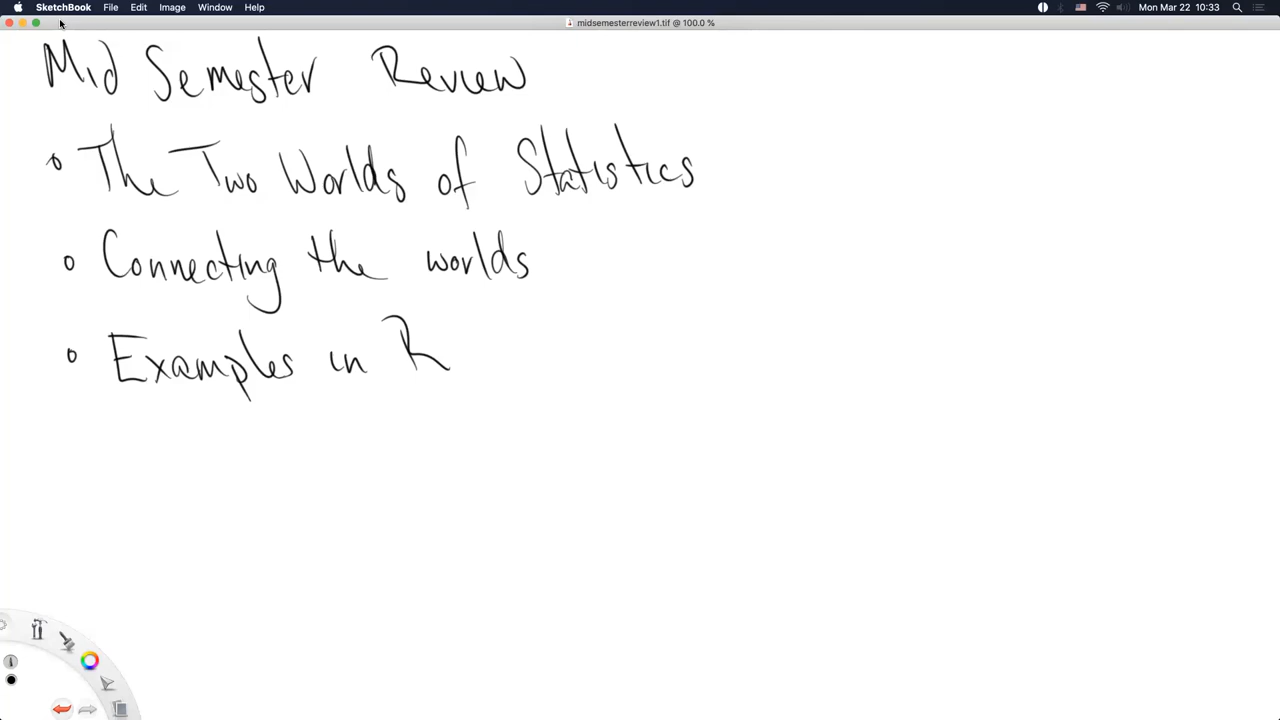 SketchBook File Edit Image Window Help Mon Mar 22 10:33
midsemesterreview1.tif @ 100.0 %
Mid Semester Review
The Two Worlds of Statistics
Connecting the worlds
Examples in R